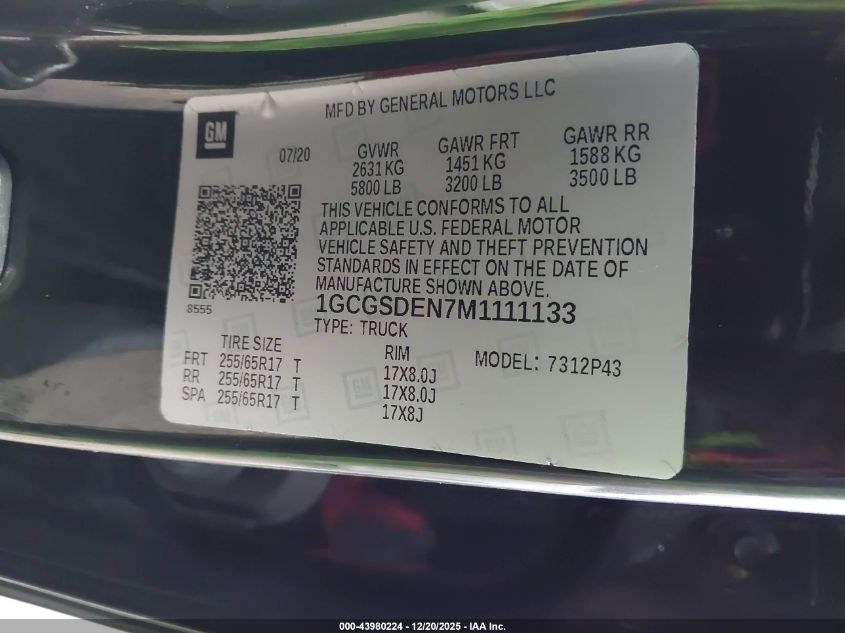 MFD BY GENERAL MOTORS LLC
GM
07/20
GVWR GAWR FRT GAWR RR
2631 KG 1451 KG 1588 KG
5800 LB 3200 LB 3500 LB
THIS VEHICLE CONFORMS TO ALL
APPLICABLE U.S. FEDERAL MOTOR
VEHICLE SAFETY AND THEFT PREVENTION
STANDARDS IN EFFECT ON THE DATE OF
MANUFACTURE SHOWN ABOVE.
8555
1GCGSDEN7M1111133
TYPE: TRUCK
TIRE SIZE RIM MODEL: 7312P43
FRT 255/65R17 T 17X8.0J
RR 255/65R17 T 17X8.0J
SPA 255/65R17 T 17X8J
000-43980224 - 12/20/2025 - IAA Inc.